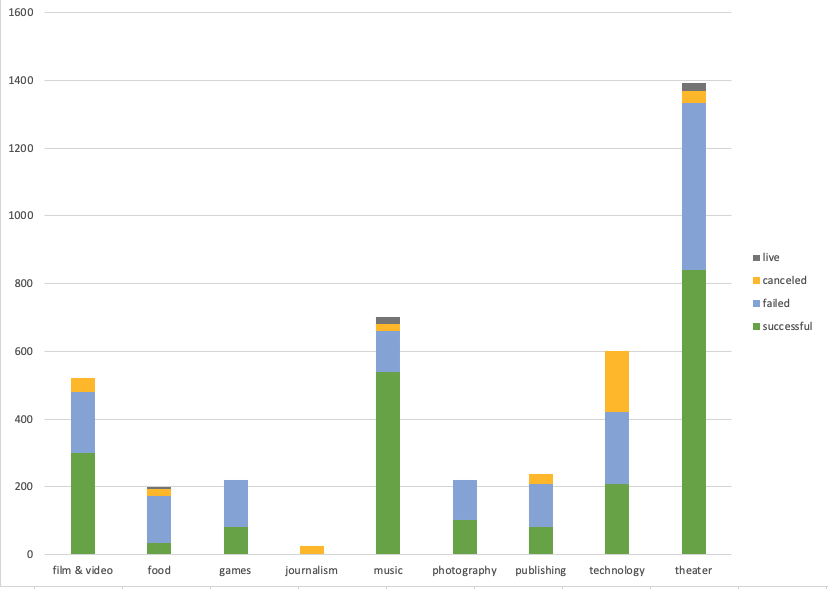 1600
1400
1200
1000
800
600
400
200
0
film & video food games journalism music photography publishing technology theater
live
canceled
failed
successful